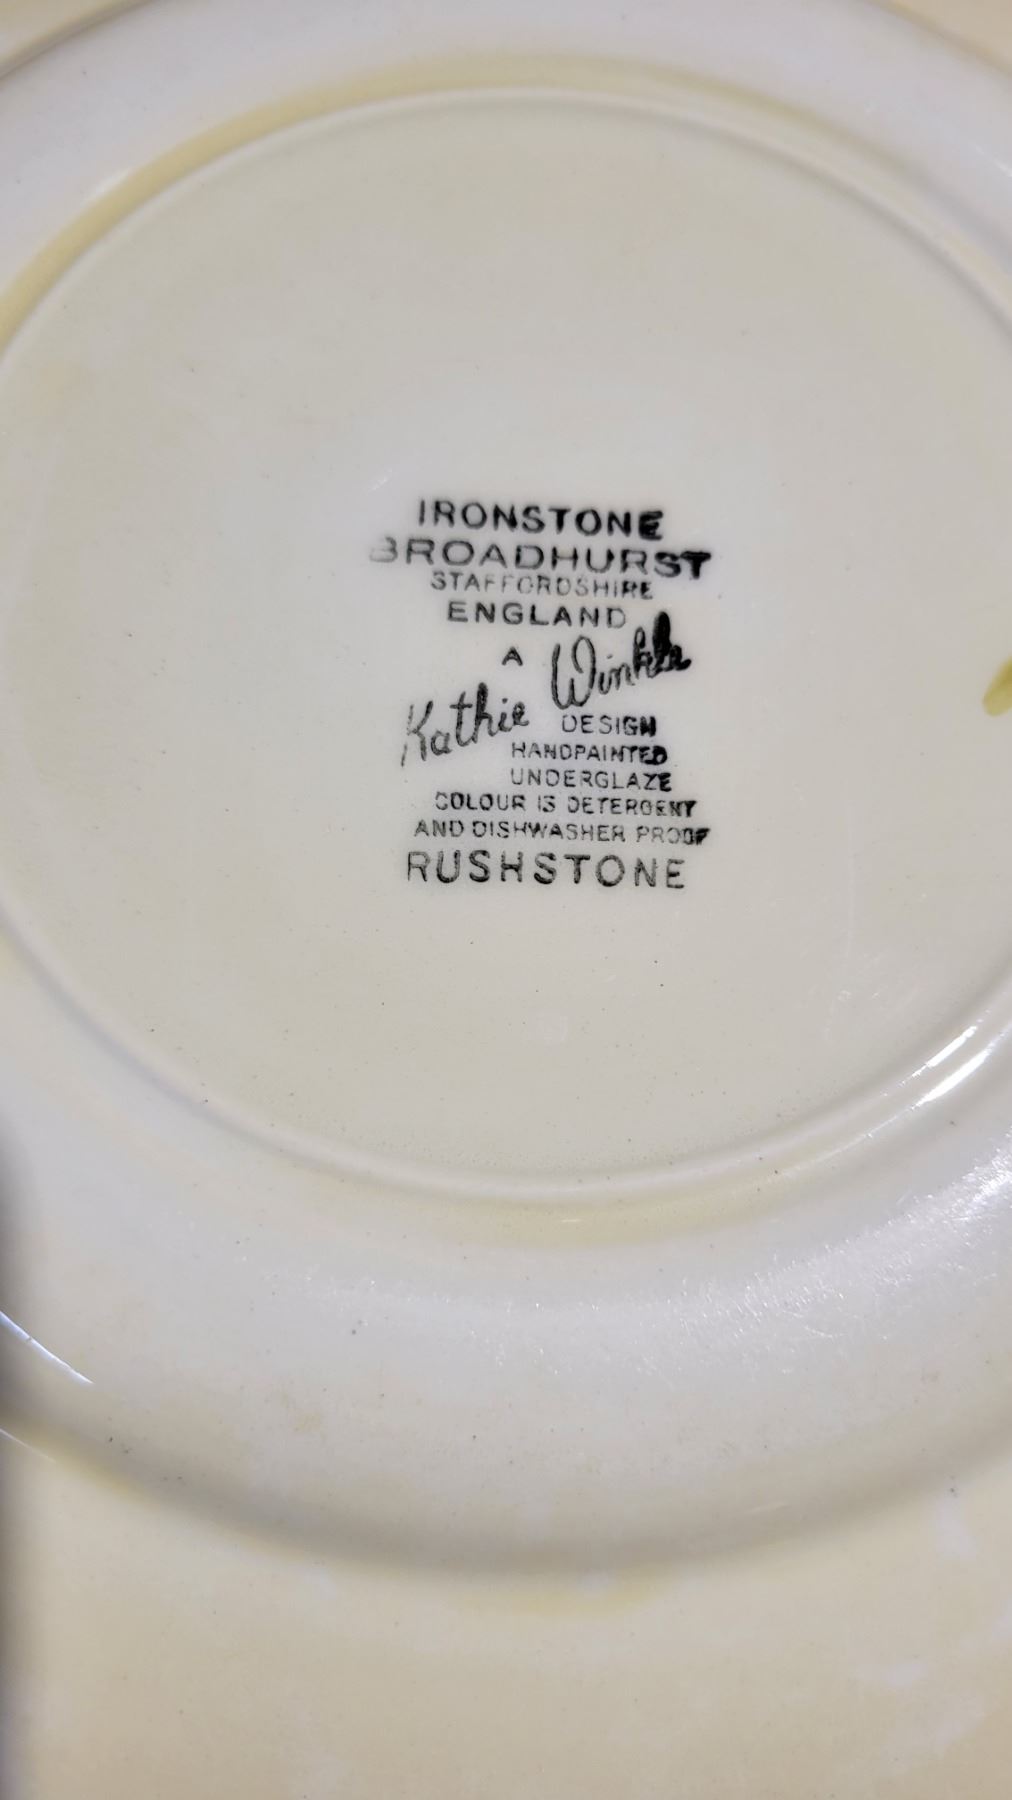 IRONSTONE
BROADHURST
STAFFORDSHIRE
ENGLAND
A Kathie Winkle
DESIGN
HANDPAINTED
UNDERGLAZE
COLOUR IS DETERGENT
AND DISHWASHER PROOF
RUSHSTONE